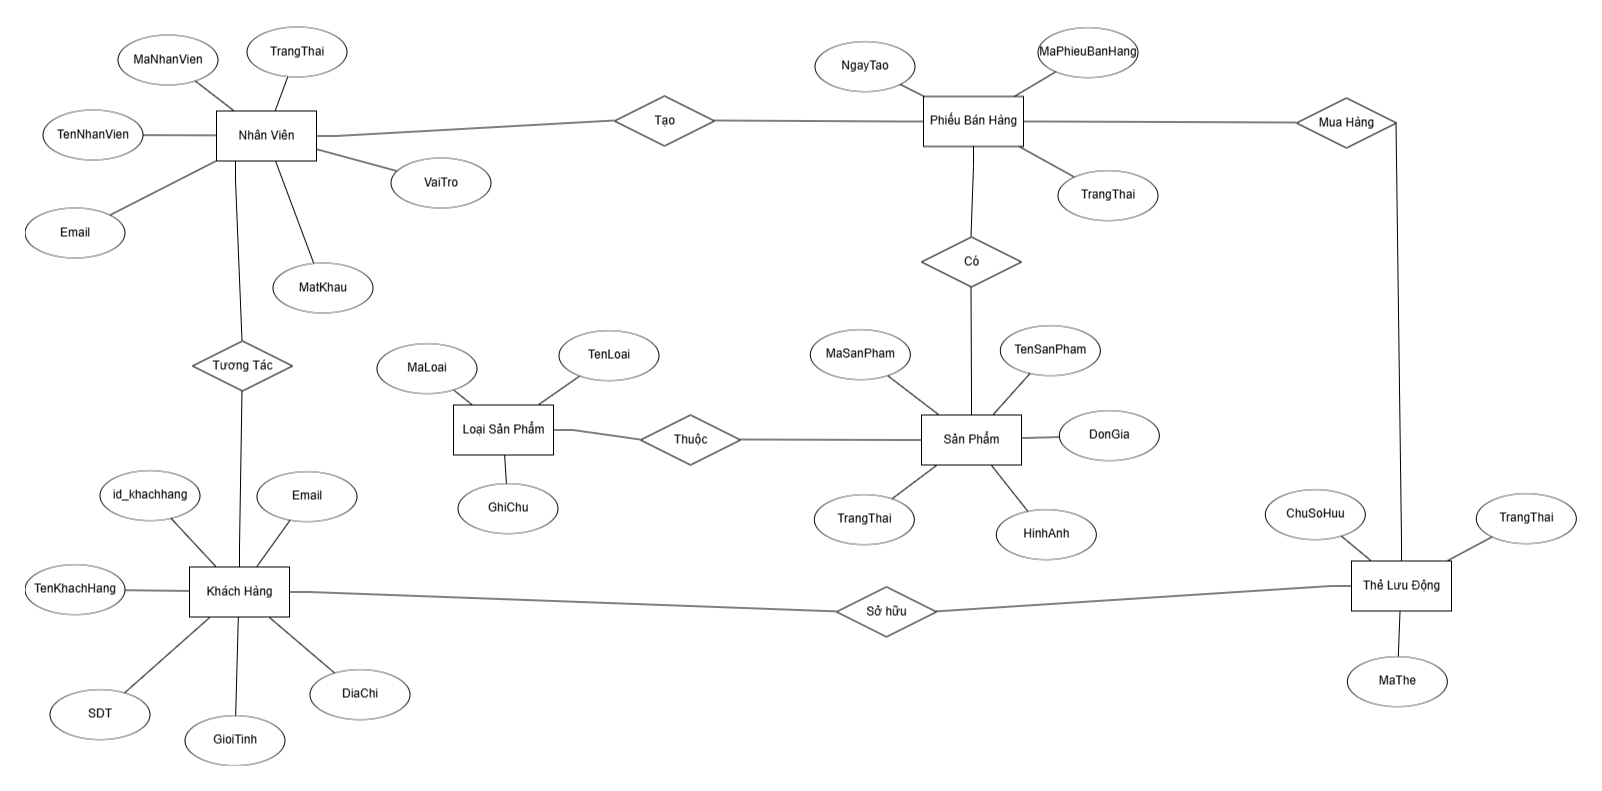 TrangThai
MaNhanVien
MaPhieuBanHang
NgayTao
Nhân Viên
TenNhanVien
Tạo
Phiếu Bán Hàng
Mua Hàng
VaiTro
TrangThai
Email
Có
MatKhau
Tương Tác
MaLoai
TenLoai
MaSanPham
TenSanPham
Loại Sản Phẩm
Thuộc
Sản Phẩm
DonGia
id_khachhang
Email
GhiChu
TrangThai
HinhAnh
ChuSoHuu
TrangThai
TenKhachHang
Khách Hàng
Sở hữu
Thẻ Lưu Động
SDT
GioiTinh
DiaChi
MaThe